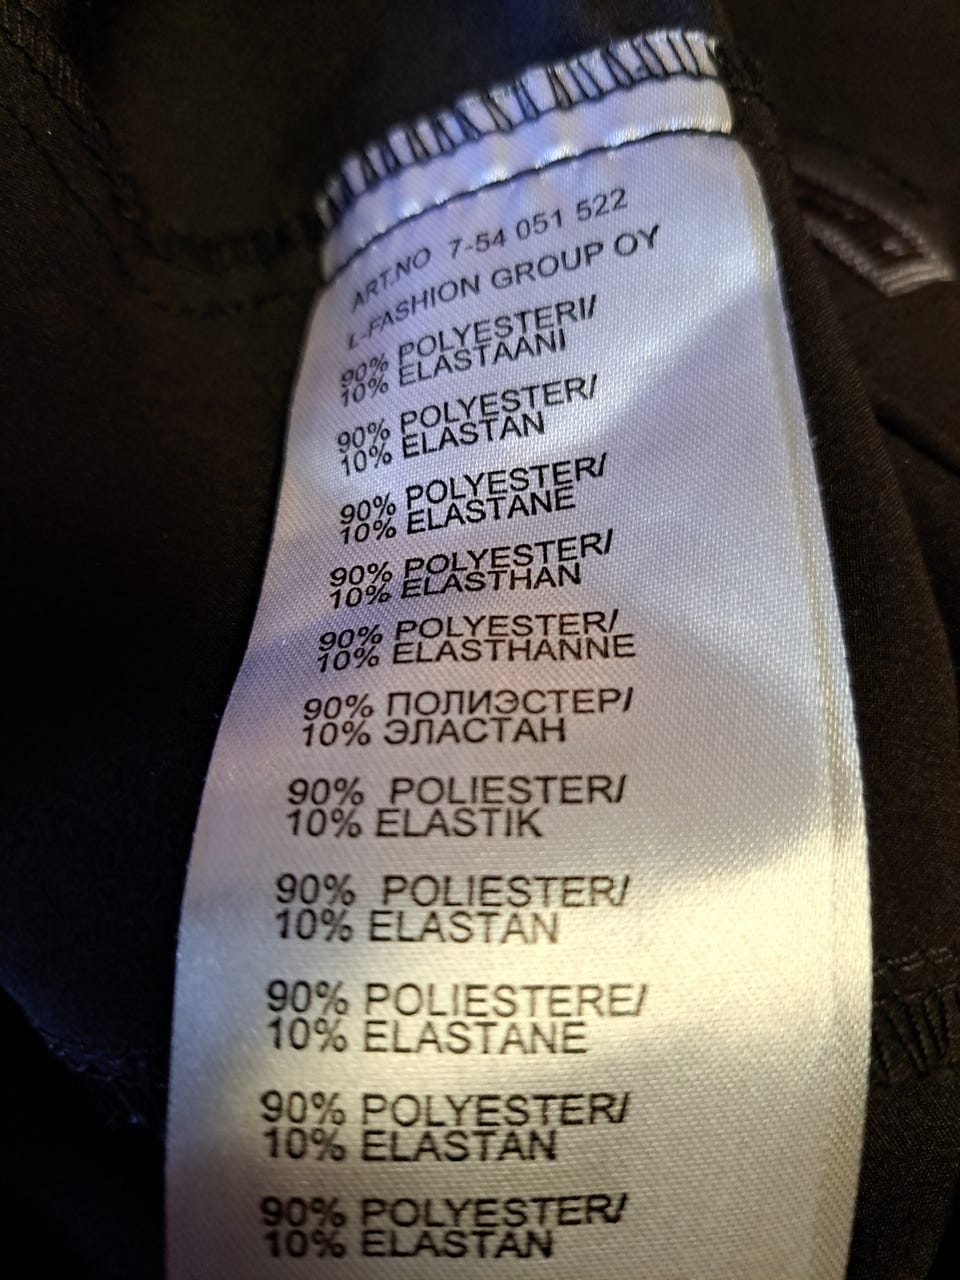 ART.NO 7-54 051 522
L-FASHION GROUP OY
90% POLYESTERI/
10% ELASTAANI
90% POLYESTER/
10% ELASTAN
90% POLYESTER/
10% ELASTANE
90% POLYESTER/
10% ELASTHAN
90% POLYESTER/
10% ELASTHANNE
90% ПОЛИЭСТЕР/
10% ЭЛАСТАН
90% POLIESTER/
10% ELASTIK
90% POLIESTER/
10% ELASTAN
90% POLIESTERE/
10% ELASTANE
90% POLYESTER/
10% ELASTAN
90% POLYESTER/
10% ELASTAN